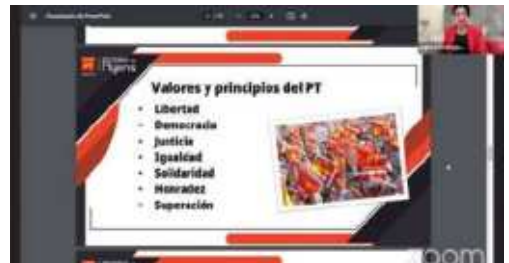 Valores y principios del PT
- Libertad
- Democracia
- Justicia
- Igualdad
- Solidaridad
- Honradez
- Superación
zoom